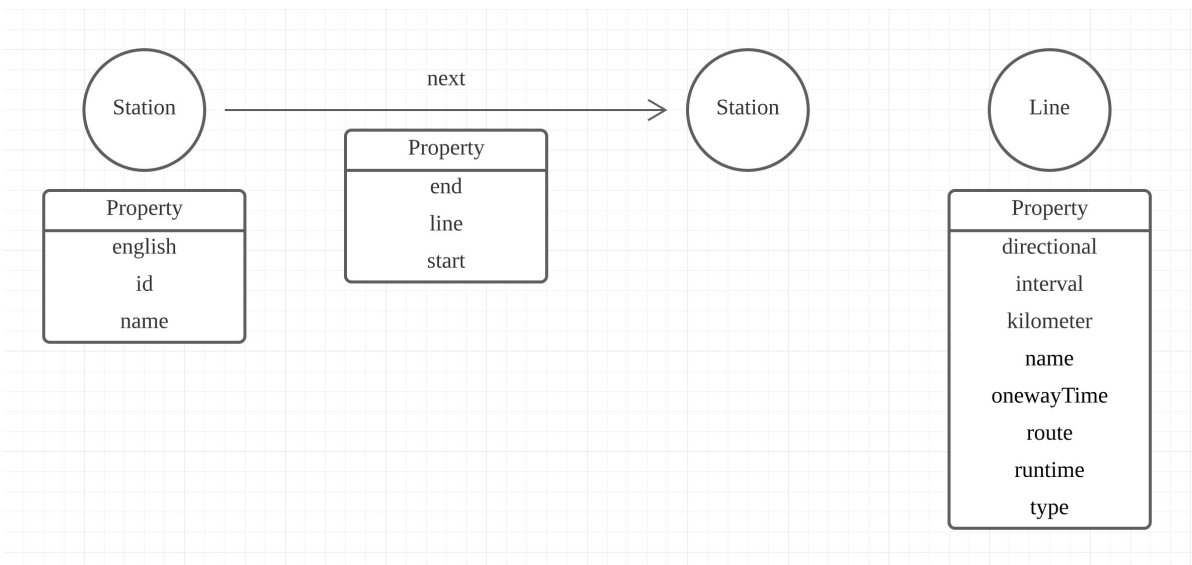 Station
next
Station
Line
Property
end
line
start
Property
english
id
name
Property
directional
interval
kilometer
name
onewayTime
route
runtime
type